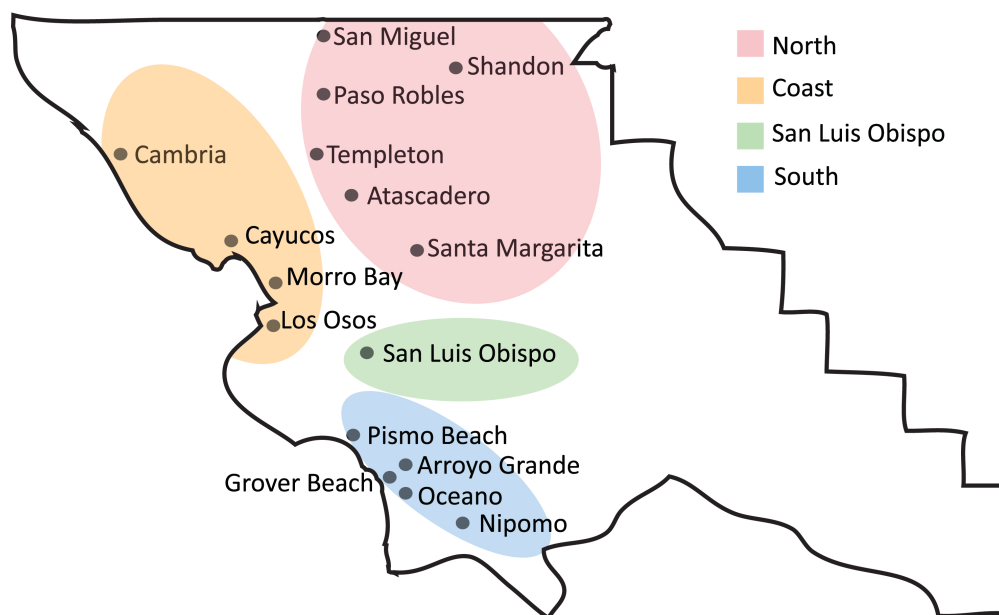 San Miguel
Shandon
Paso Robles
Templeton
Atascadero
Santa Margarita
Cambria
Cayucos
Morro Bay
Los Osos
San Luis Obispo
Pismo Beach
Arroyo Grande
Grover Beach
Oceano
Nipomo
North
Coast
San Luis Obispo
South